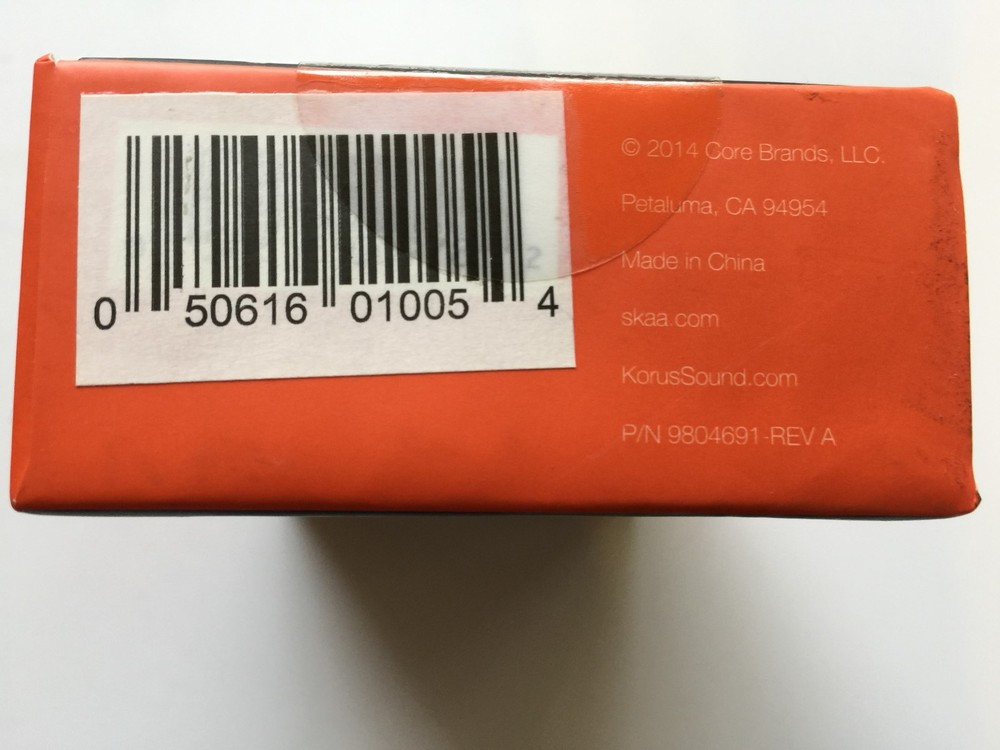 0 50616 01005 4
© 2014 Core Brands, LLC.
Petaluma, CA 94954
Made in China
skaa.com
KorusSound.com
P/N 9804691-REV A